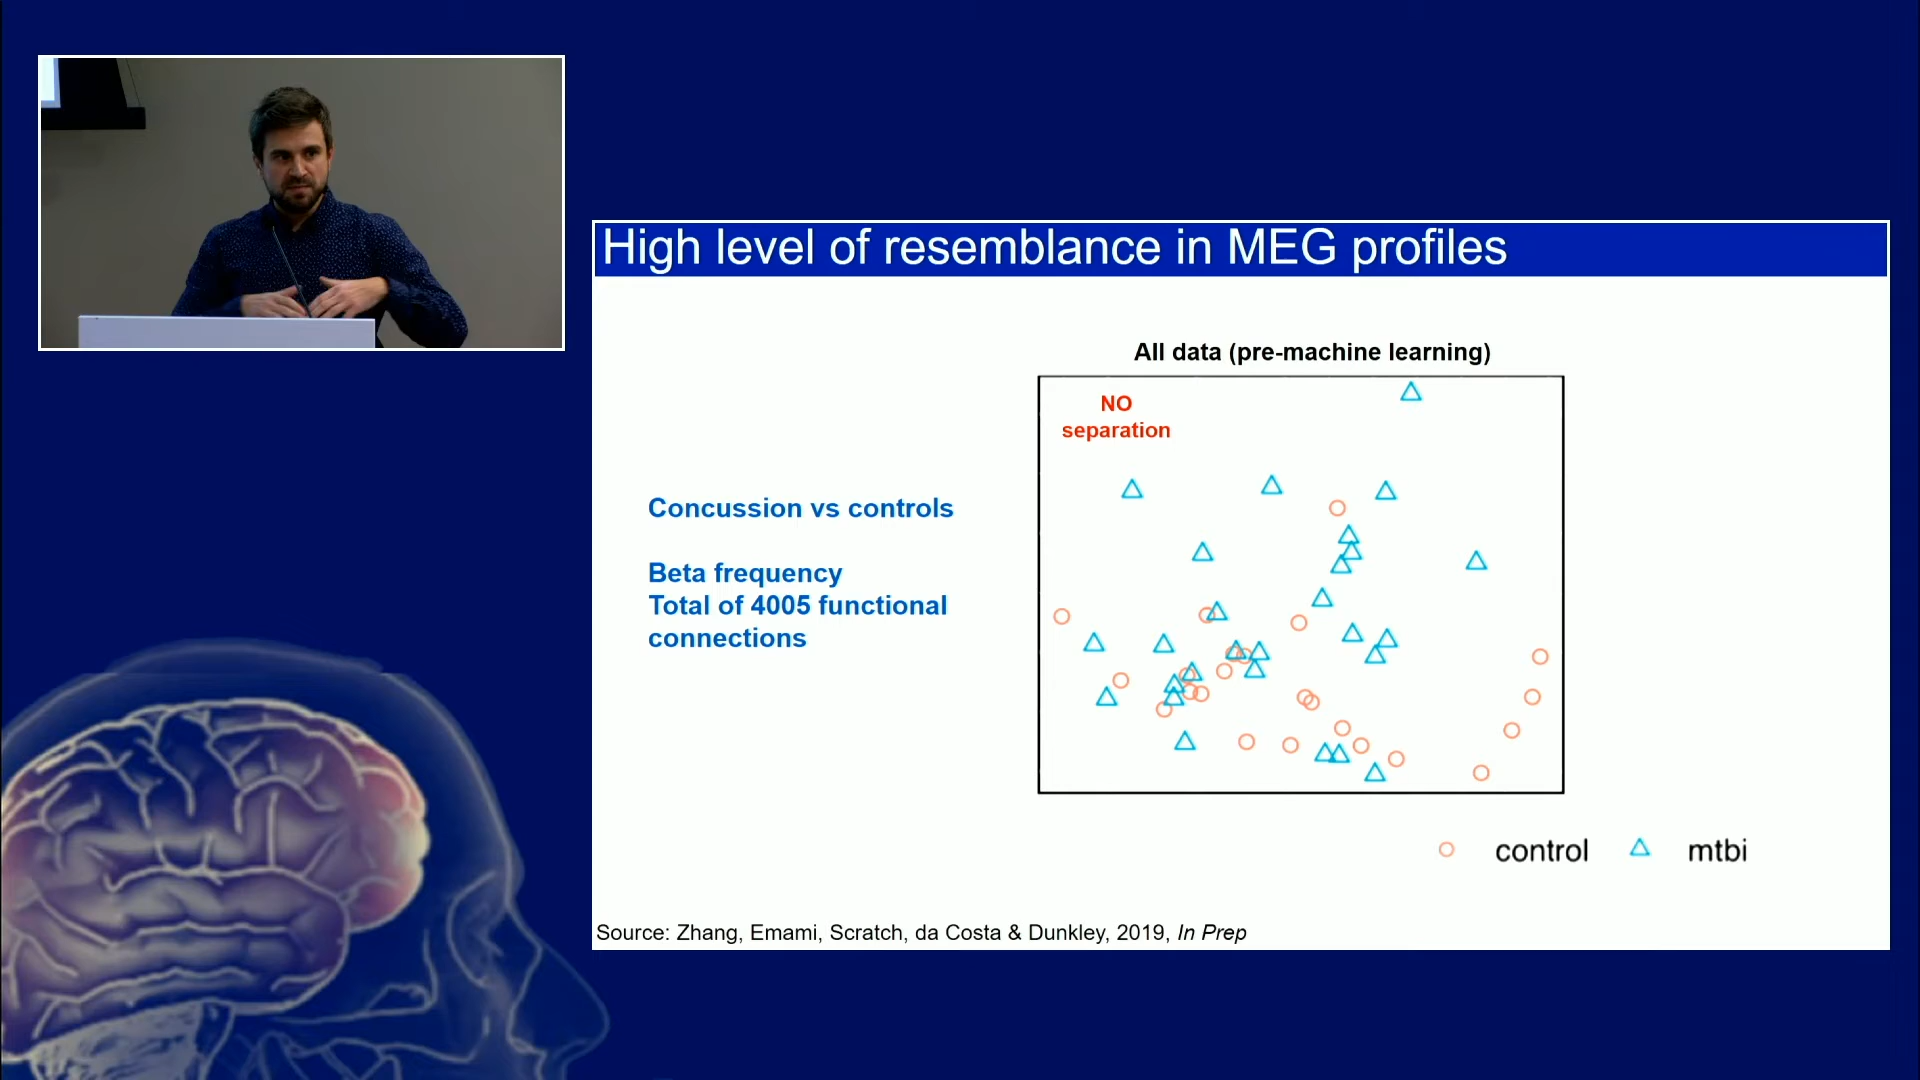 High level of resemblance in MEG profiles
All data (pre-machine learning)
NO
separation
Concussion vs controls
Beta frequency
Total of 4005 functional
connections
control mtbi
Source: Zhang, Emami, Scratch, da Costa & Dunkley, 2019, In Prep